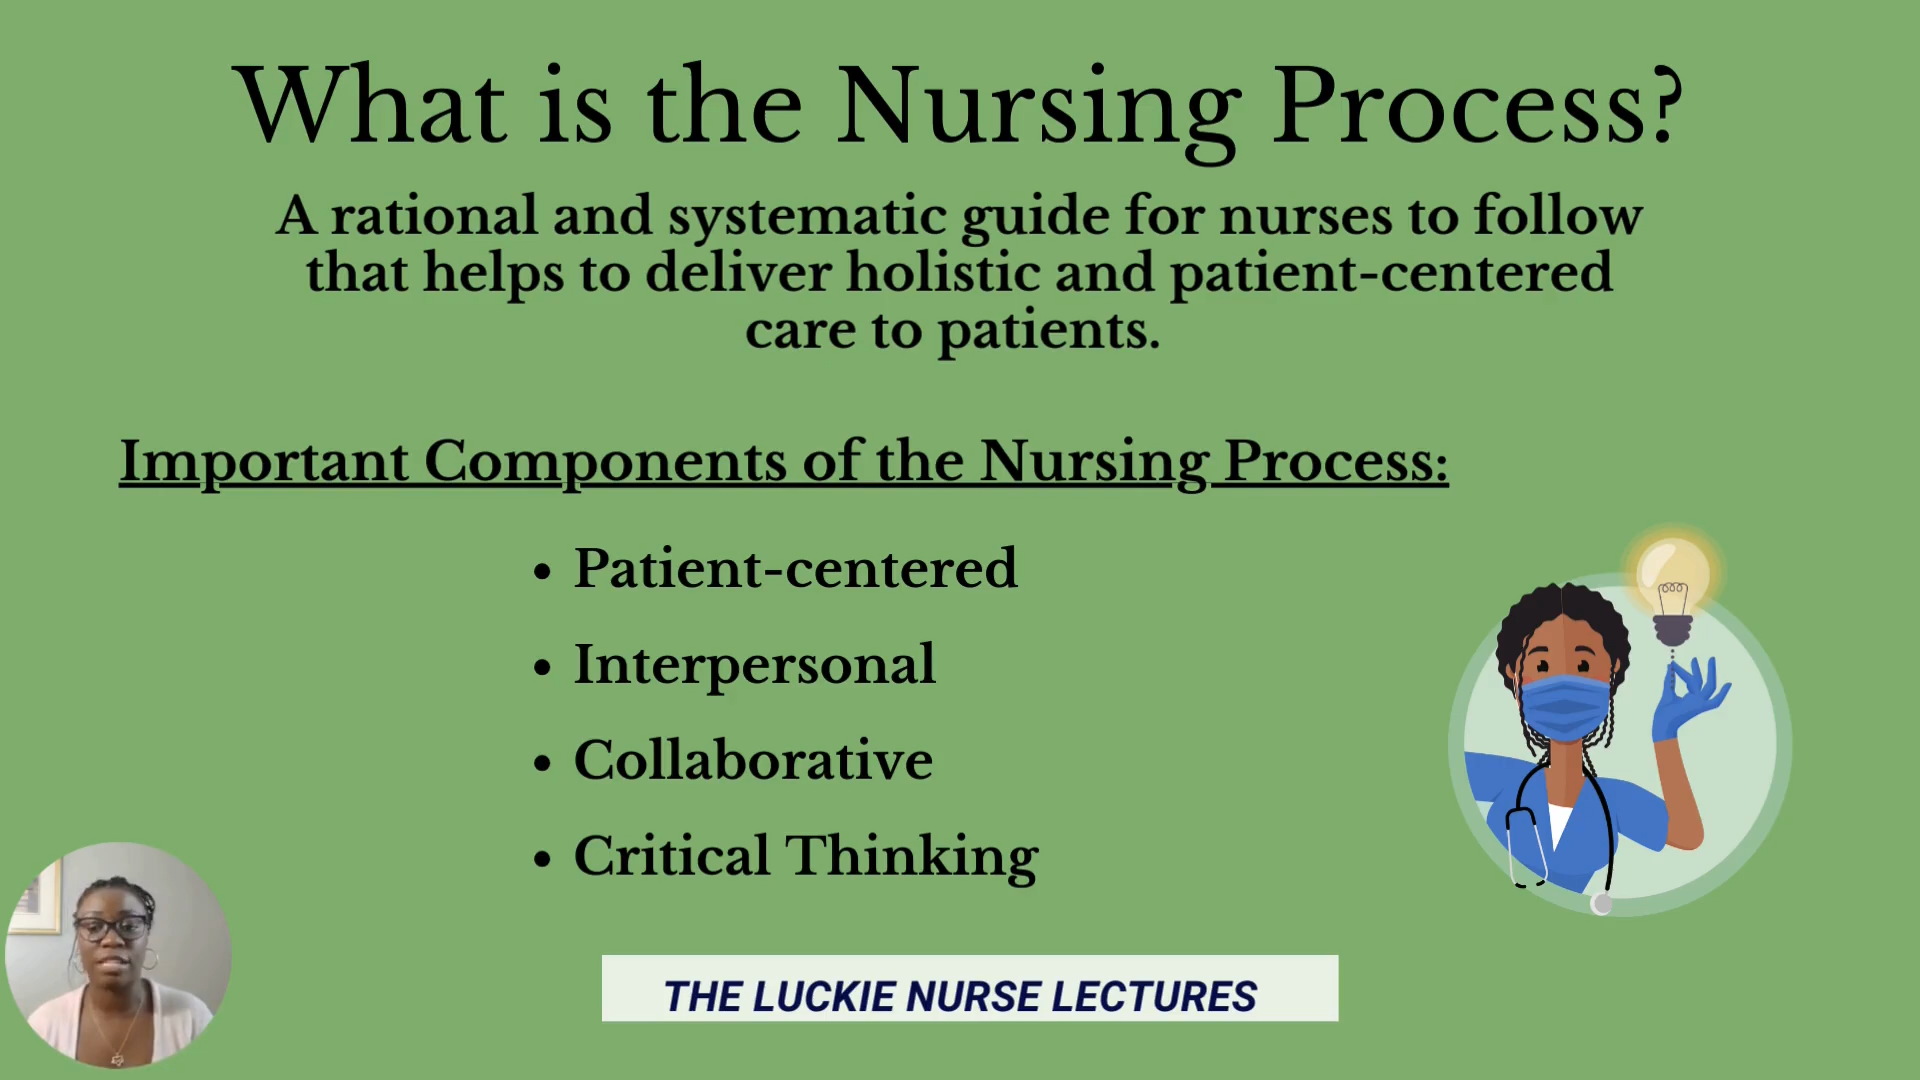 What is the Nursing Process?
A rational and systematic guide for nurses to follow
that helps to deliver holistic and patient-centered
care to patients.
Important Components of the Nursing Process:
• Patient-centered
• Interpersonal
• Collaborative
• Critical Thinking
THE LUCKIE NURSE LECTURES